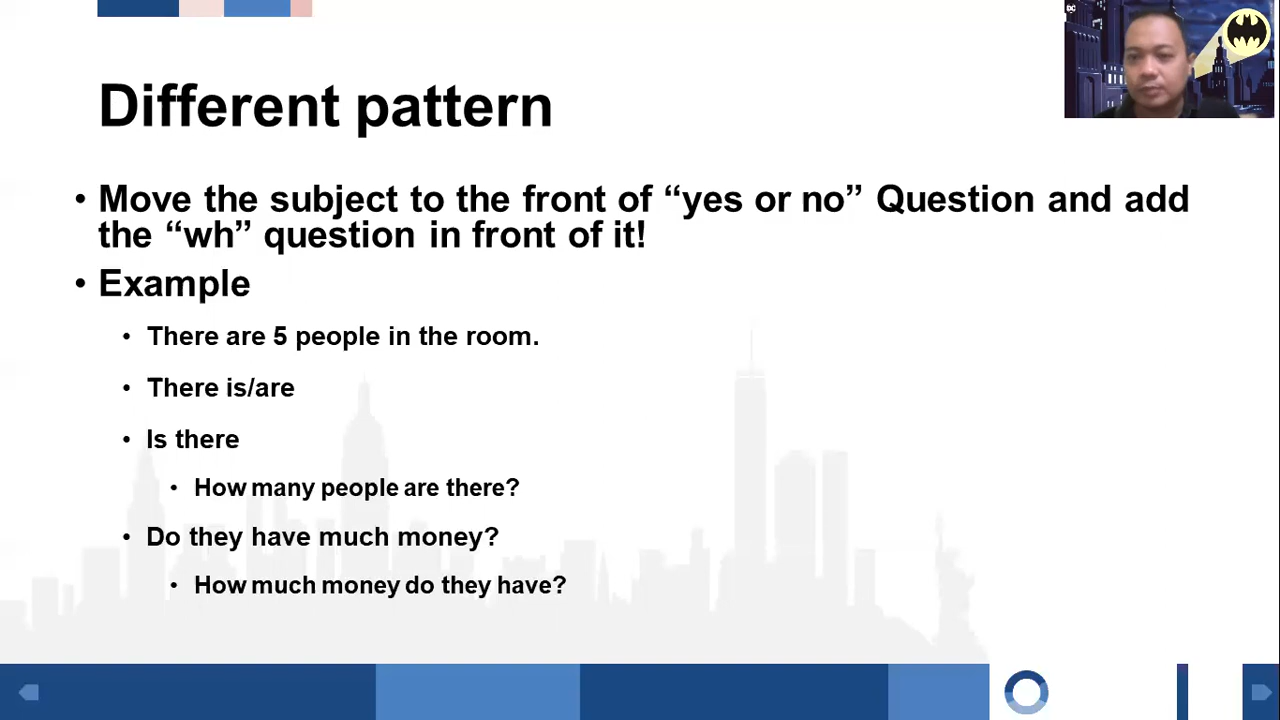 DC
Different pattern
• Move the subject to the front of “yes or no” Question and add
the “wh” question in front of it!
• Example
• There are 5 people in the room.
• There is/are
• Is there
• How many people are there?
• Do they have much money?
• How much money do they have?